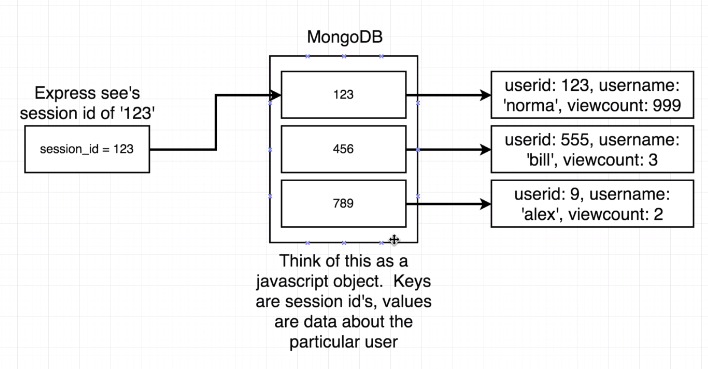 MongoDB
Express see's
session id of '123'
session_id = 123
123
456
789
userid: 123, username:
'norma', viewcount: 999
userid: 555, username:
'bill', viewcount: 3
userid: 9, username:
'alex', viewcount: 2
Think of this as a
javascript object. Keys
are session id's, values
are data about the
particular user